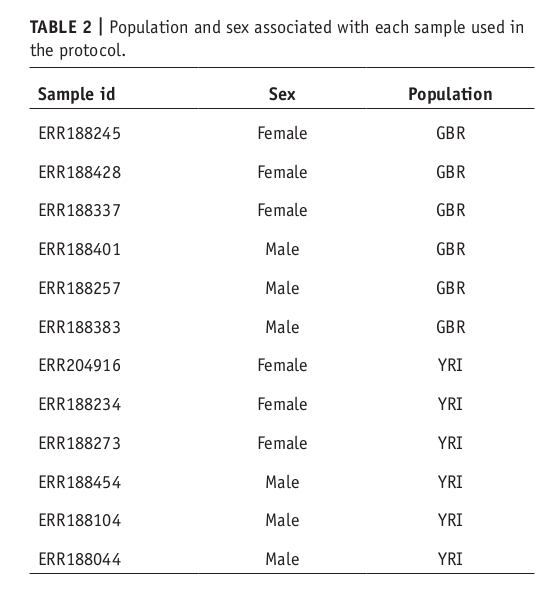 TABLE 2 | Population and sex associated with each sample used in
the protocol.
Sample id Sex Population
ERR188245 Female GBR
ERR188428 Female GBR
ERR188337 Female GBR
ERR188401 Male GBR
ERR188257 Male GBR
ERR188383 Male GBR
ERR204916 Female YRI
ERR188234 Female YRI
ERR188273 Female YRI
ERR188454 Male YRI
ERR188104 Male YRI
ERR188044 Male YRI